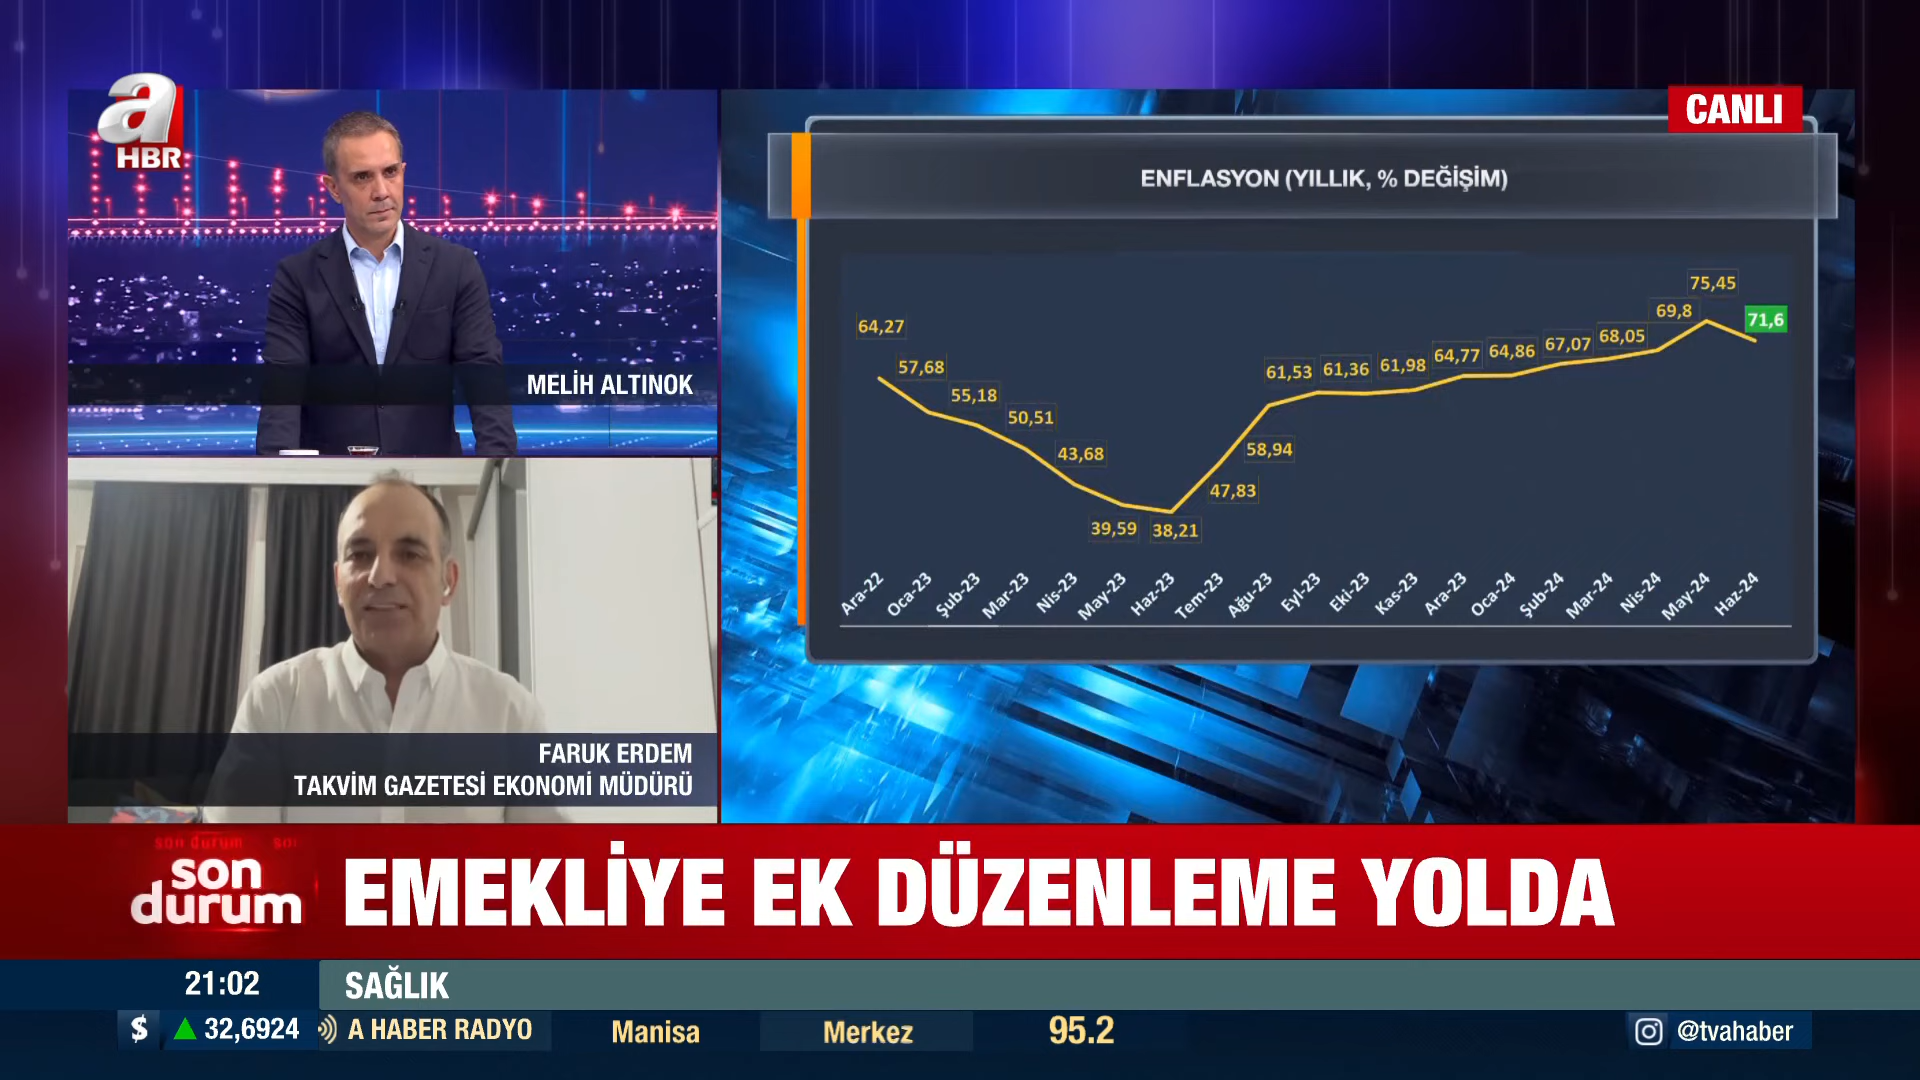 a
HBR
CANLI
ENFLASYON (YILLIK, % DEĞİŞİM)
64,27
57,68
55,18
50,51
43,68
39,59
38,21
47,83
58,94
61,53
61,36
61,98
64,77
64,86
67,07
68,05
69,8
75,45
71,6
Ara-22
Oca-23
Şub-23
Mar-23
Nis-23
May-23
Haz-23
Tem-23
Ağu-23
Eyl-23
Eki-23
Kas-23
Ara-23
Oca-24
Şub-24
Mar-24
Nis-24
May-24
Haz-24
MELİH ALTINOK
FARUK ERDEM
TAKVİM GAZETESİ EKONOMİ MÜDÜRÜ
son durum
son
durum
EMEKLİYE EK DÜZENLEME YOLDA
21:02
SAĞLIK
$ ▲ 32,6924
A HABER RADYO
Manisa
Merkez
95.2
@tvahaber